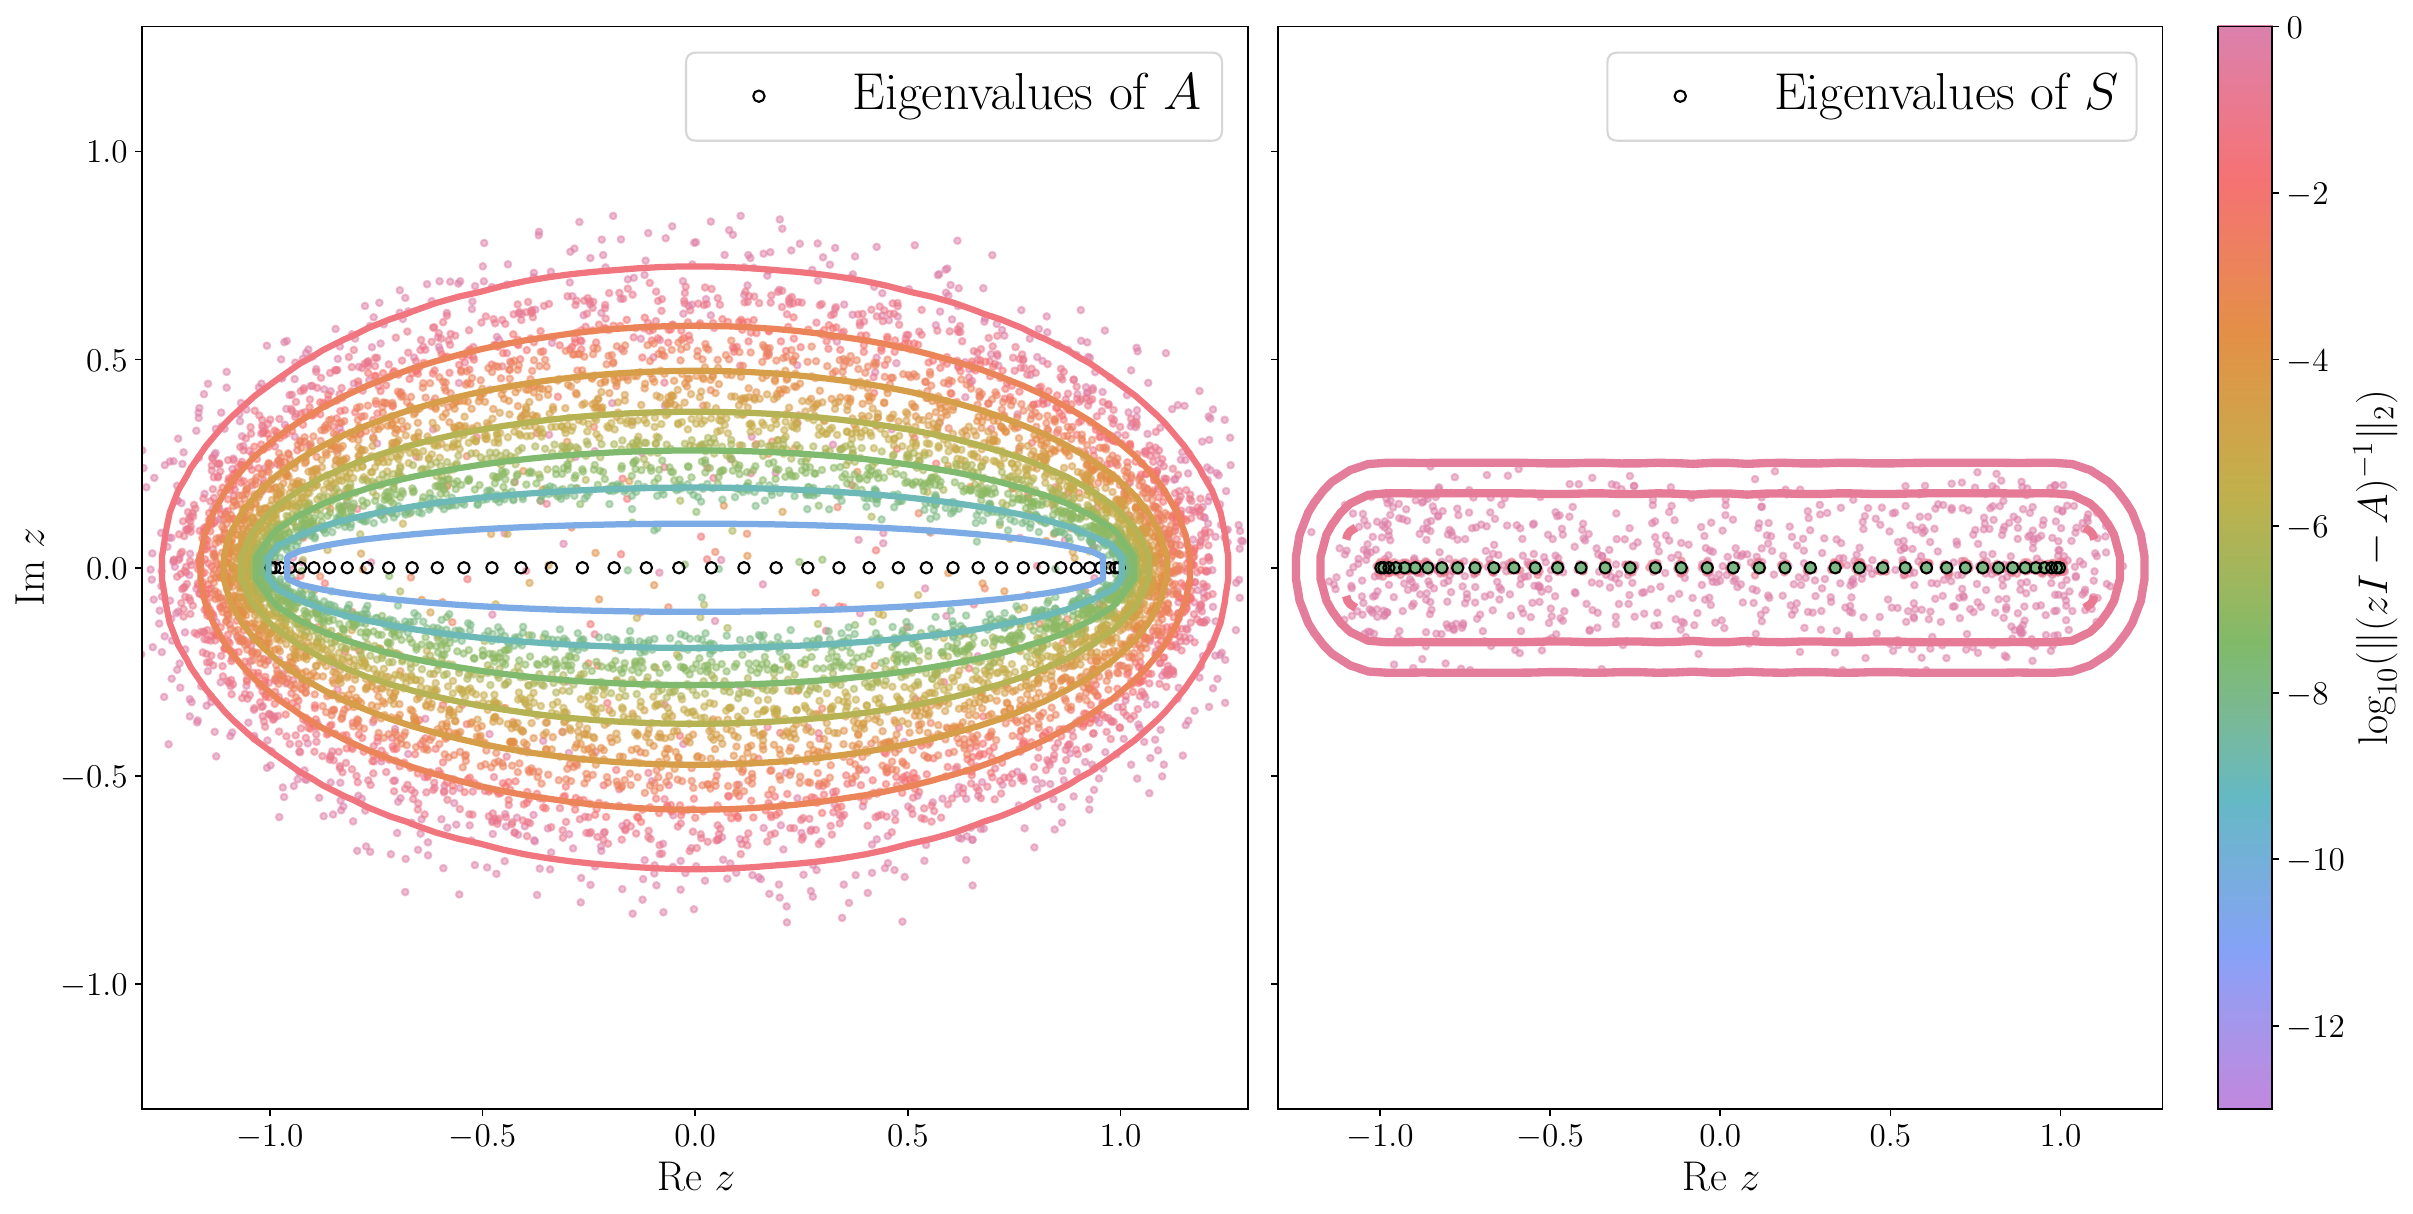 Eigenvalues of A
Eigenvalues of S
1.0
0.5
0.0
−0.5
−1.0
Im z
−1.0 −0.5 0.0 0.5 1.0
Re z
−1.0 −0.5 0.0 0.5 1.0
Re z
0
−2
−4
−6
−8
−10
−12
log₁₀(||(zI − A)⁻¹||₂)